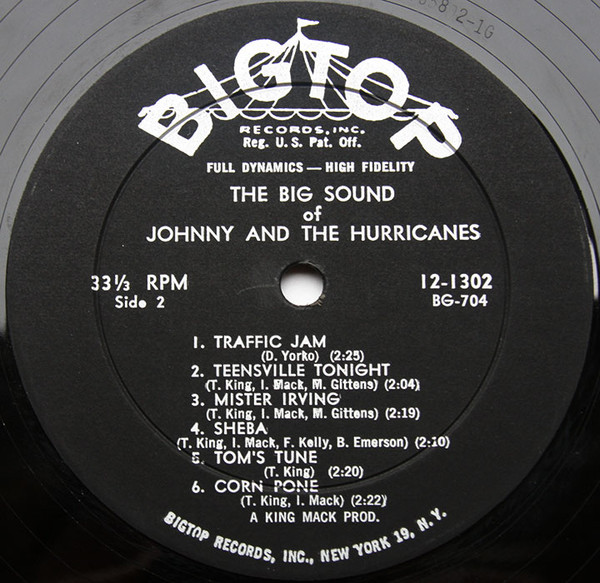 BIGTOP
RECORDS, INC.
Reg. U.S. Pat. Off.
FULL DYNAMICS — HIGH FIDELITY
THE BIG SOUND
of
JOHNNY AND THE HURRICANES
33⅓ RPM 12-1302
Side 2 BG-704
1. TRAFFIC JAM
(D. Yorko) (2:25)
2. TEENSVILLE TONIGHT
(T. King, I. Mack, M. Gittens) (2:04)
3. MISTER IRVING
(T. King, I. Mack, M. Gittens) (2:19)
4. SHEBA
(T. King, I. Mack, F. Kelly, B. Emerson) (2:10)
5. TOM'S TUNE
(T. King) (2:20)
6. CORN PONE
(T. King, I. Mack) (2:22)
A KING MACK PROD.
BIGTOP RECORDS, INC., NEW YORK 19, N.Y.